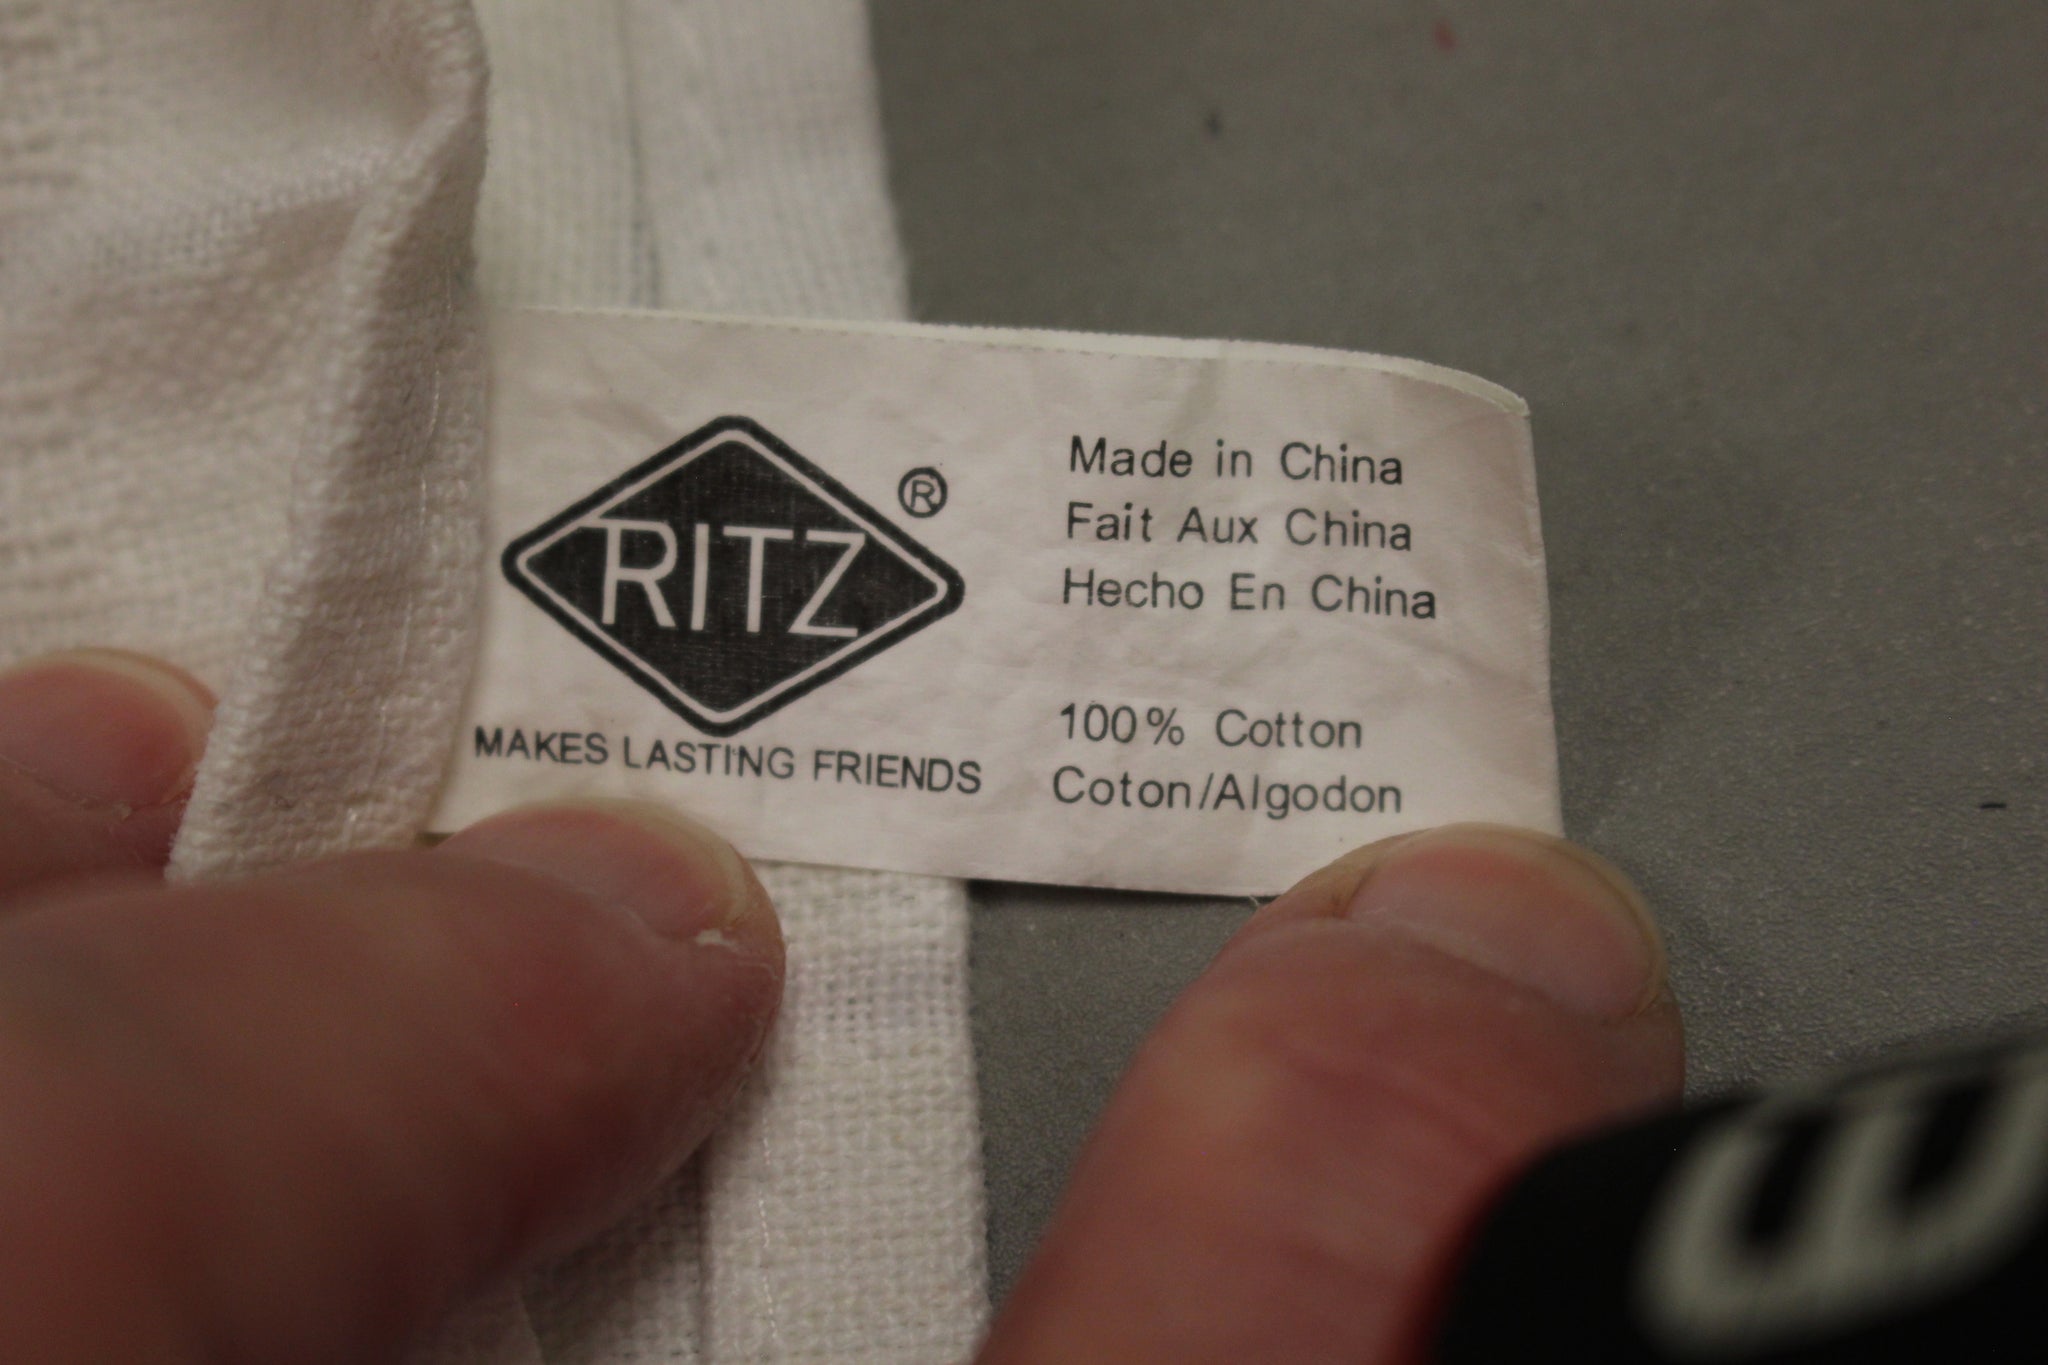 RITZ ®
MAKES LASTING FRIENDS
Made in China
Fait Aux China
Hecho En China
100% Cotton
Coton/Algodon